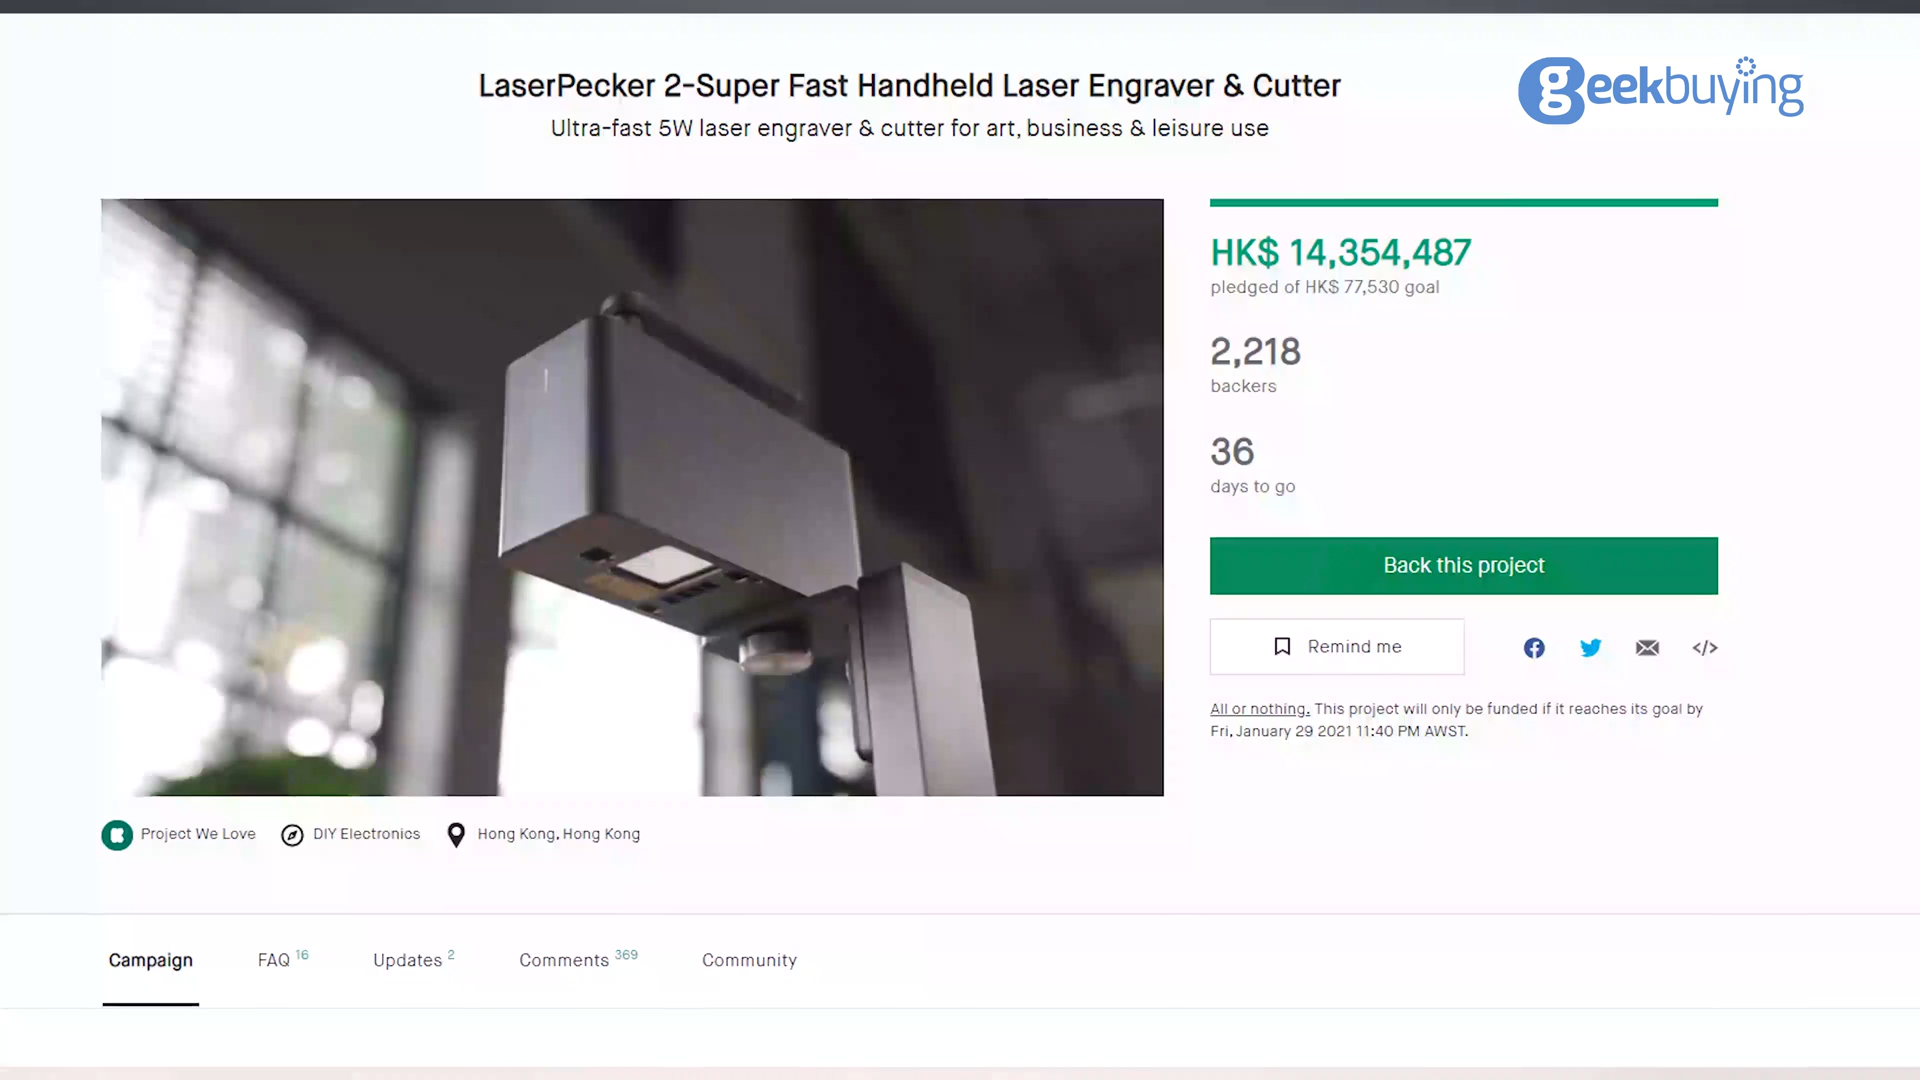 LaserPecker 2-Super Fast Handheld Laser Engraver & Cutter
Ultra-fast 5W laser engraver & cutter for art, business & leisure use
geekbuying
HK$ 14,354,487
pledged of HK$ 77,530 goal
2,218
backers
36
days to go
Back this project
Remind me
</>
All or nothing. This project will only be funded if it reaches its goal by
Fri, January 29 2021 11:40 PM AWST.
Project We Love
DIY Electronics
Hong Kong, Hong Kong
Campaign
FAQ 16
Updates 2
Comments 369
Community